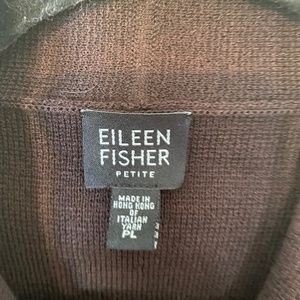 EILEEN
FISHER
PETITE
MADE IN
HONG KONG
OF
ITALIAN
YARN
PL